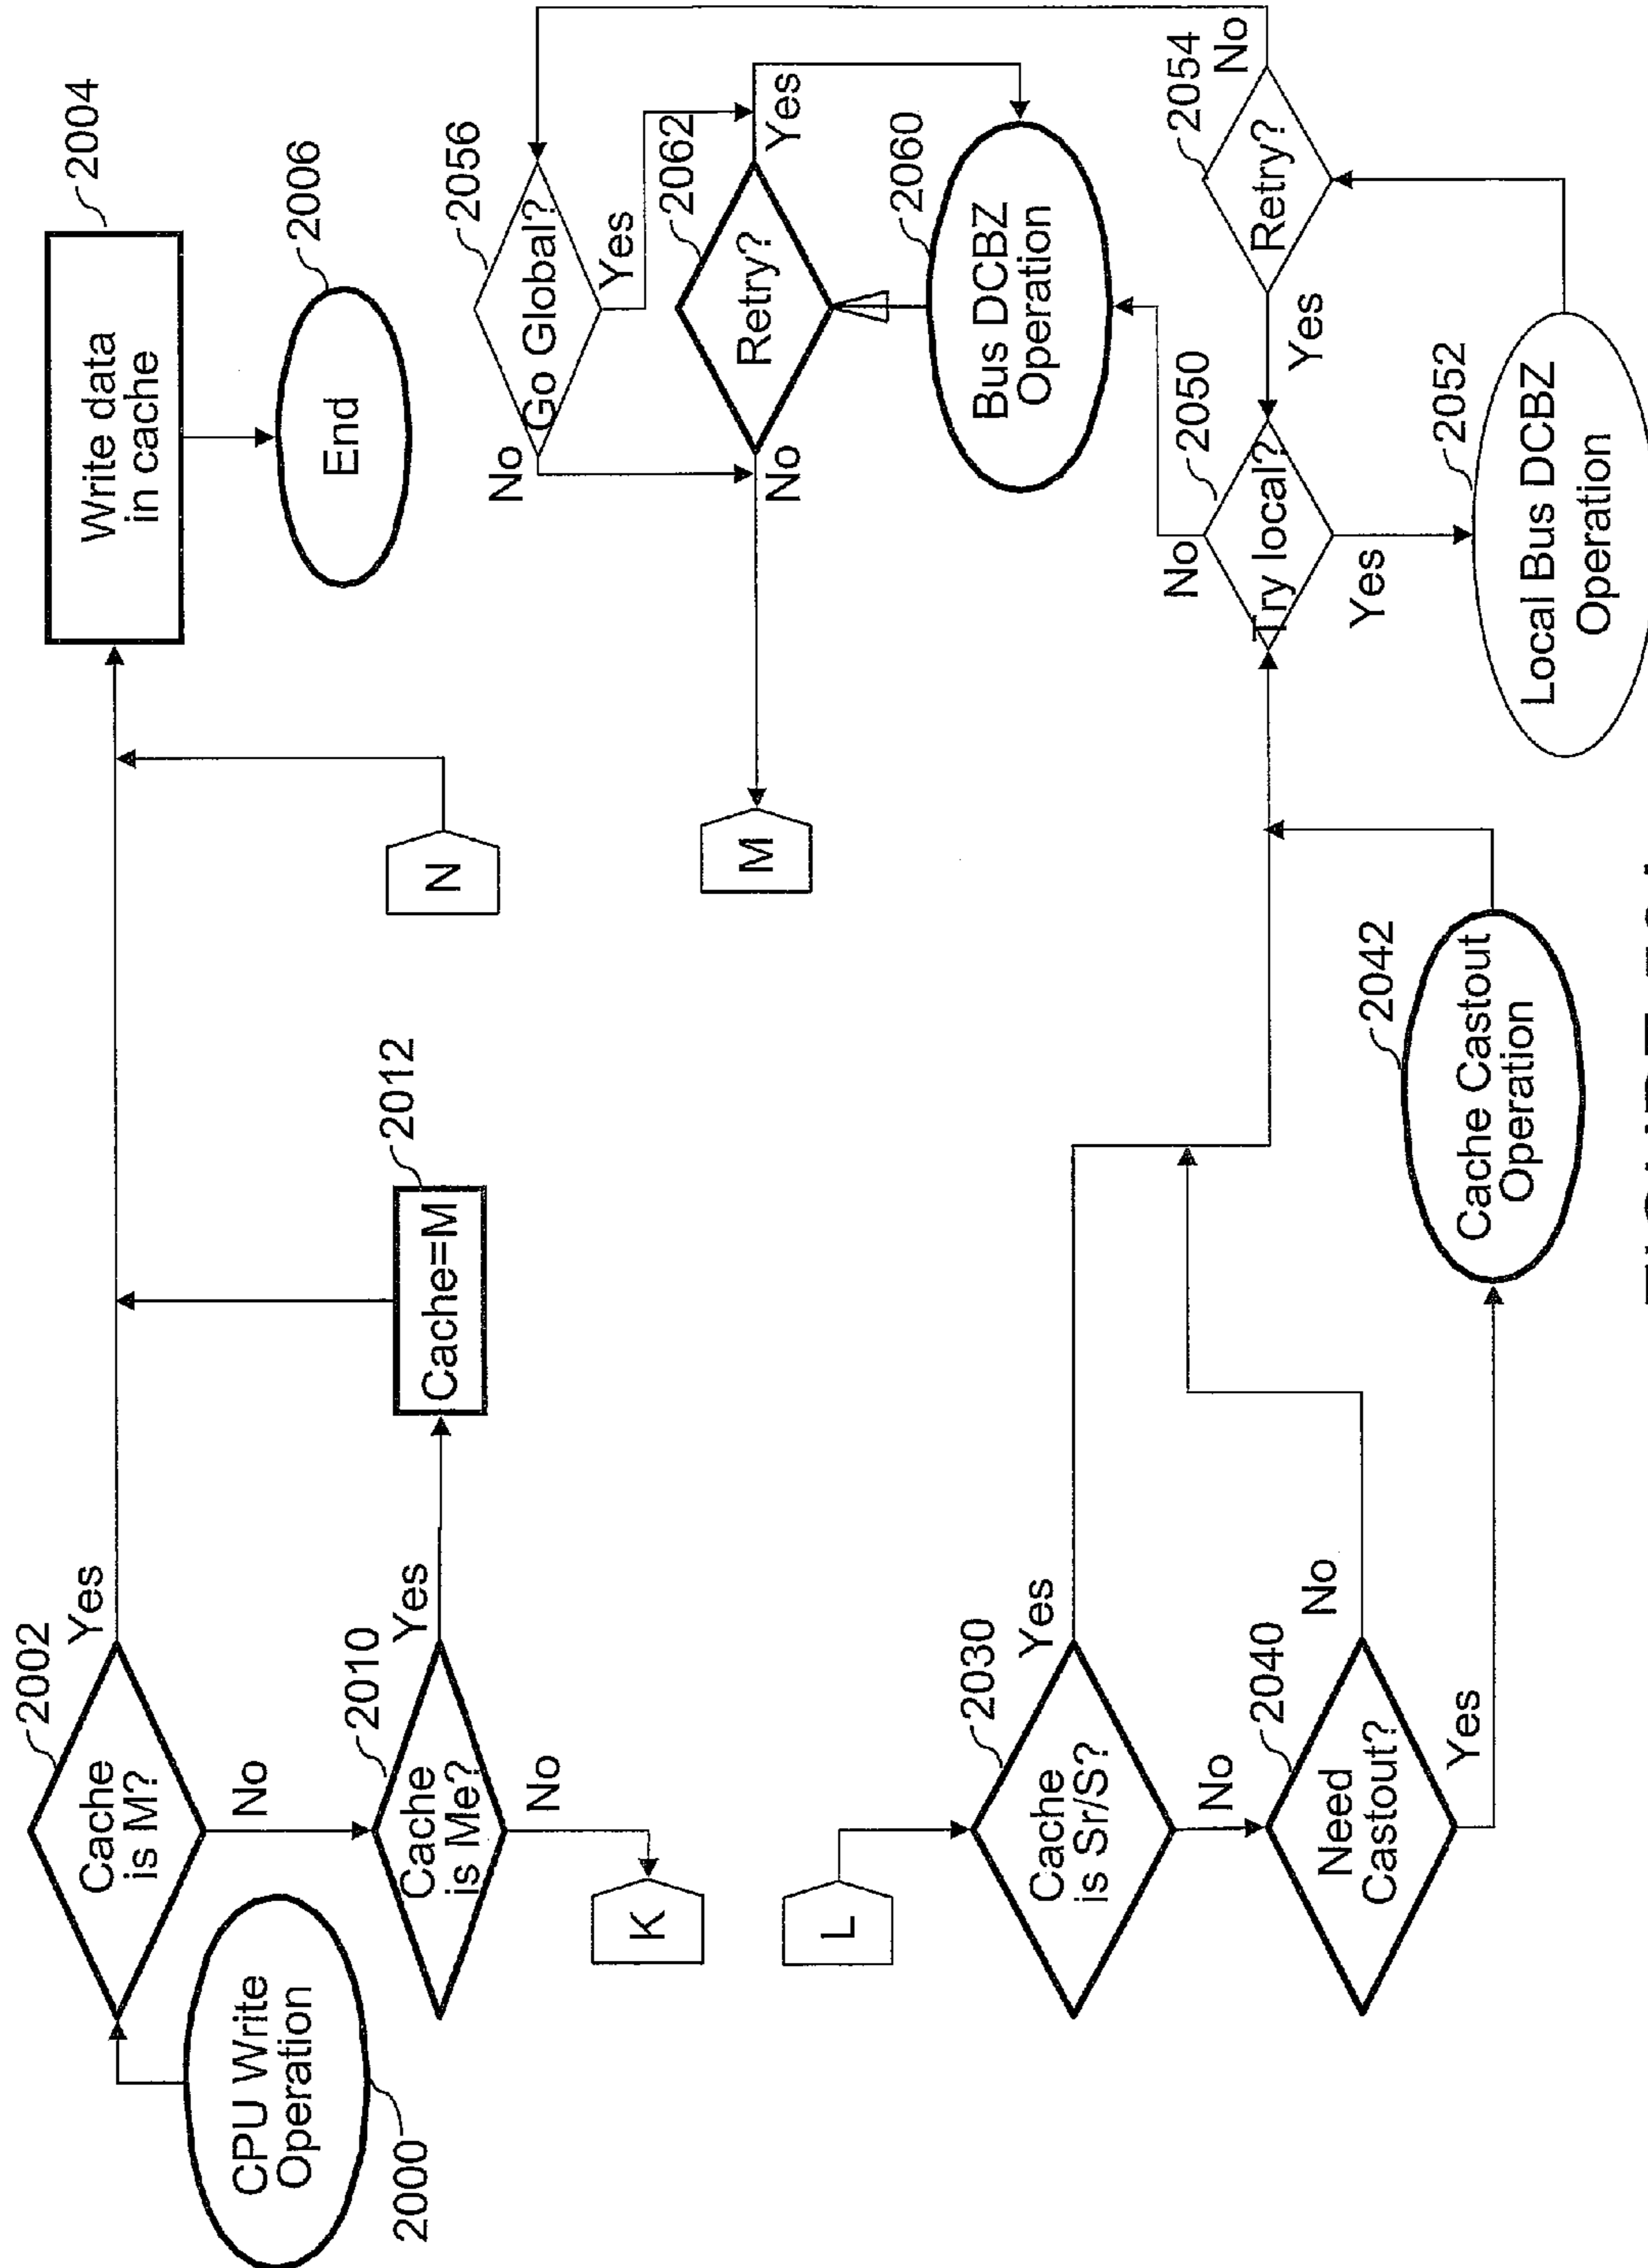 CPU Write
Operation
2000
Cache
is M?
2002
Yes
No
Write data
in cache
2004
End
2006
Cache
is Me?
2010
Yes
No
Cache=M
2012
K
N
L
M
Cache
is Sr/S?
2030
Yes
No
Need
Castout?
2040
No
Yes
Cache Castout
Operation
2042
Go Global?
2056
No
Yes
Retry?
2062
Yes
No
Bus DCBZ
Operation
2060
Try local?
2050
No
Yes
Retry?
2054
No
Yes
Local Bus DCBZ
Operation
2052